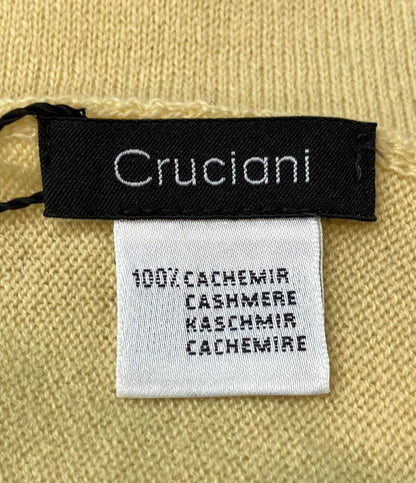 Cruciani
100% CACHEMIR
CASHMERE
KASCHMIR
CACHEMIRE